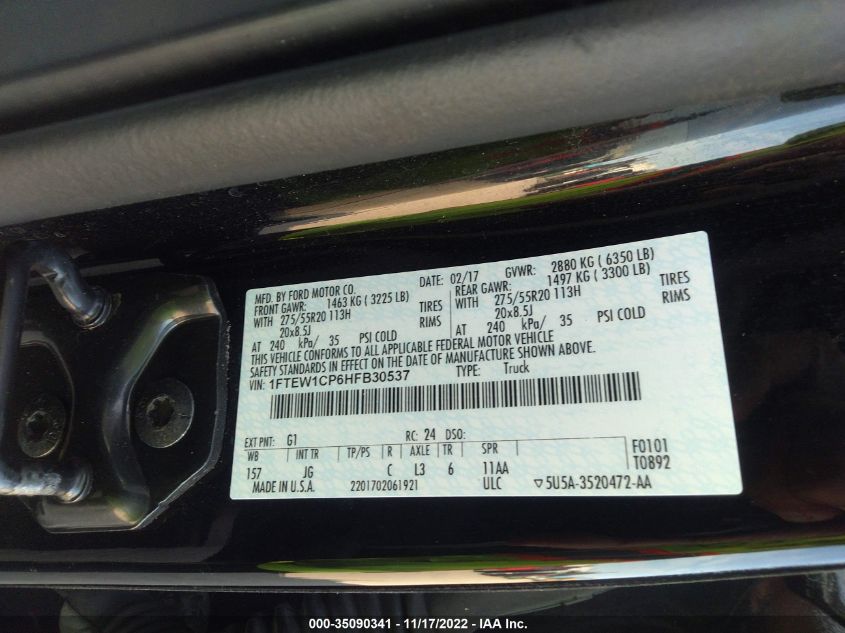 MFD. BY FORD MOTOR CO.
DATE: 02/17 GVWR: 2880 KG ( 6350 LB)
FRONT GAWR: 1463 KG ( 3225 LB) REAR GAWR: 1497 KG ( 3300 LB)
WITH 275/55R20 113H TIRES WITH 275/55R20 113H TIRES
20x8.5J RIMS 20x8.5J RIMS
AT 240 kPa/ 35 PSI COLD AT 240 kPa/ 35 PSI COLD
THIS VEHICLE CONFORMS TO ALL APPLICABLE FEDERAL MOTOR VEHICLE
SAFETY STANDARDS IN EFFECT ON THE DATE OF MANUFACTURE SHOWN ABOVE.
VIN: 1FTEW1CP6HFB30537 TYPE: Truck
EXT PNT: G1 RC: 24 DSO:
WB INT TR TP/PS R AXLE TR SPR F0101
157 JG C L3 6 11AA T0892
MADE IN U.S.A. 2201702061921 ULC ▽5U5A-3520472-AA
000-35090341 - 11/17/2022 - IAA Inc.